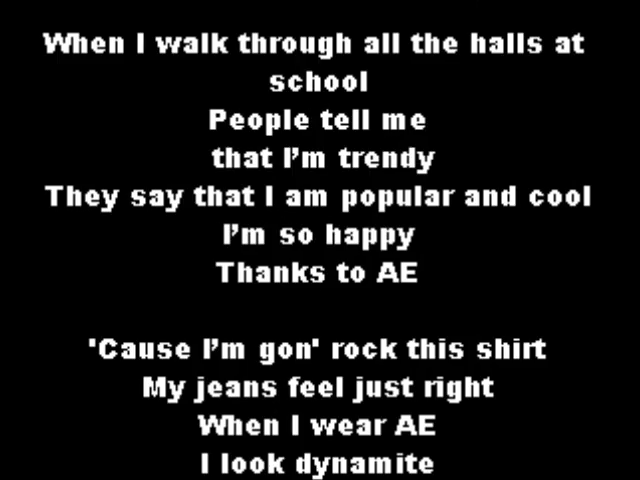 When I walk through all the halls at
school
People tell me
that I’m trendy
They say that I am popular and cool
I’m so happy
Thanks to AE
'Cause I’m gon' rock this shirt
My jeans feel just right
When I wear AE
I look dynamite